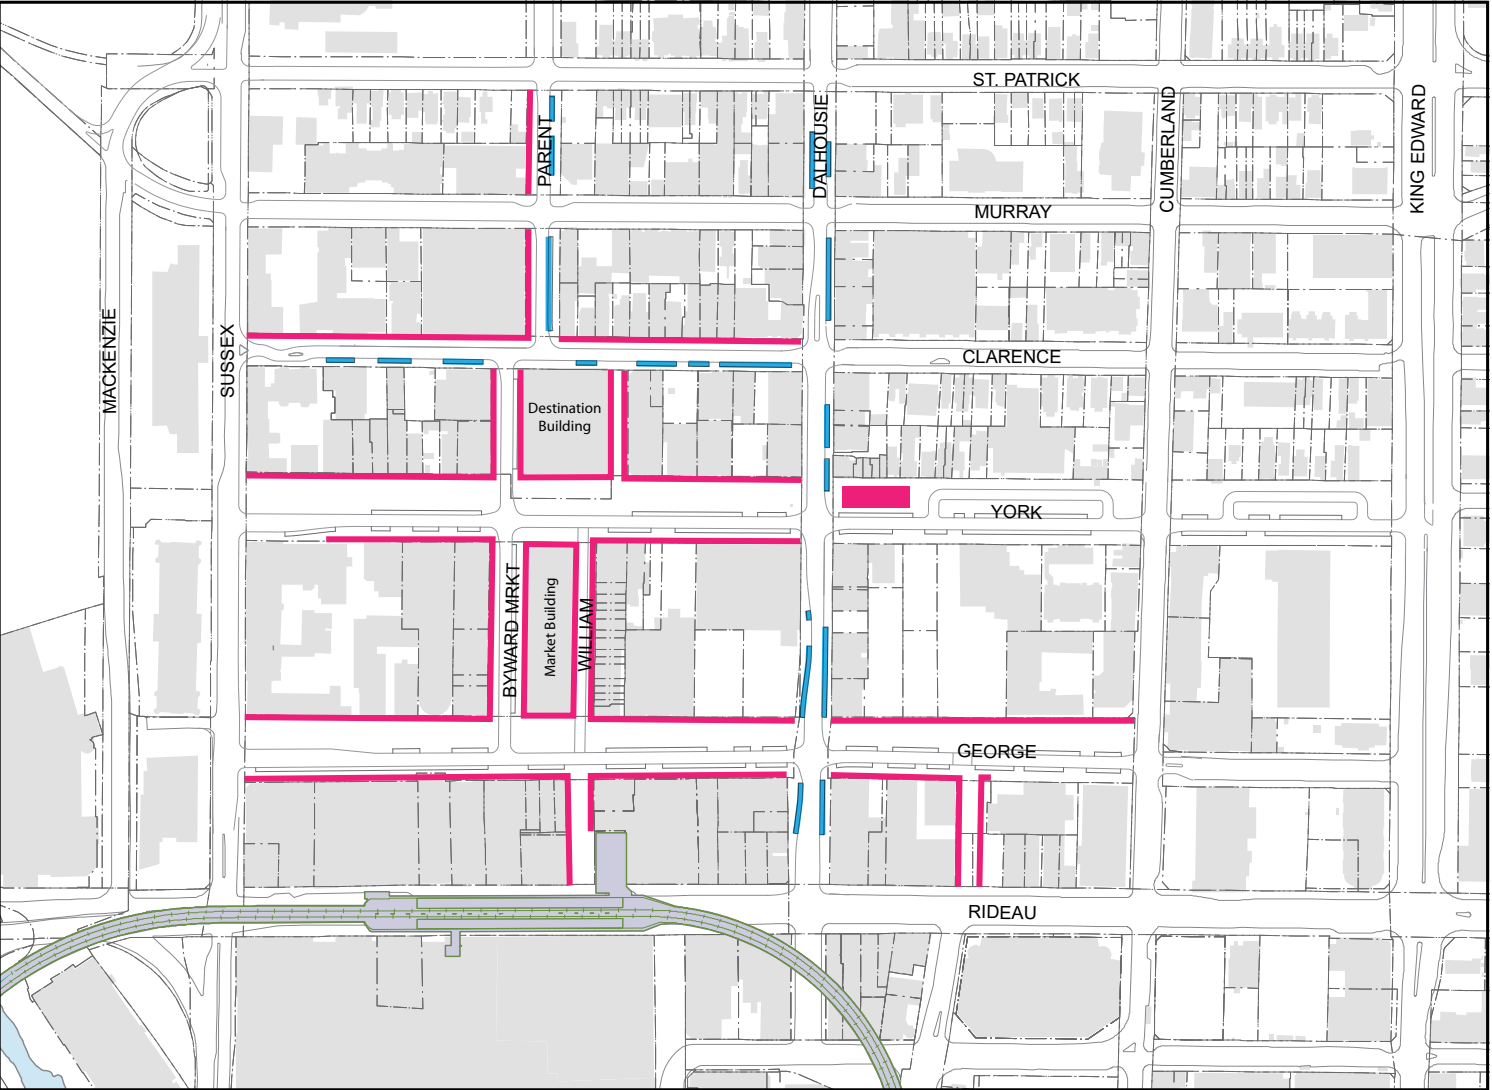 ST. PATRICK
PARENT
DALHOUSIE
CUMBERLAND
KING EDWARD
MURRAY
MACKENZIE
SUSSEX
CLARENCE
Destination
Building
YORK
BYWARD MRKT
Market Building
WILLIAM
GEORGE
RIDEAU